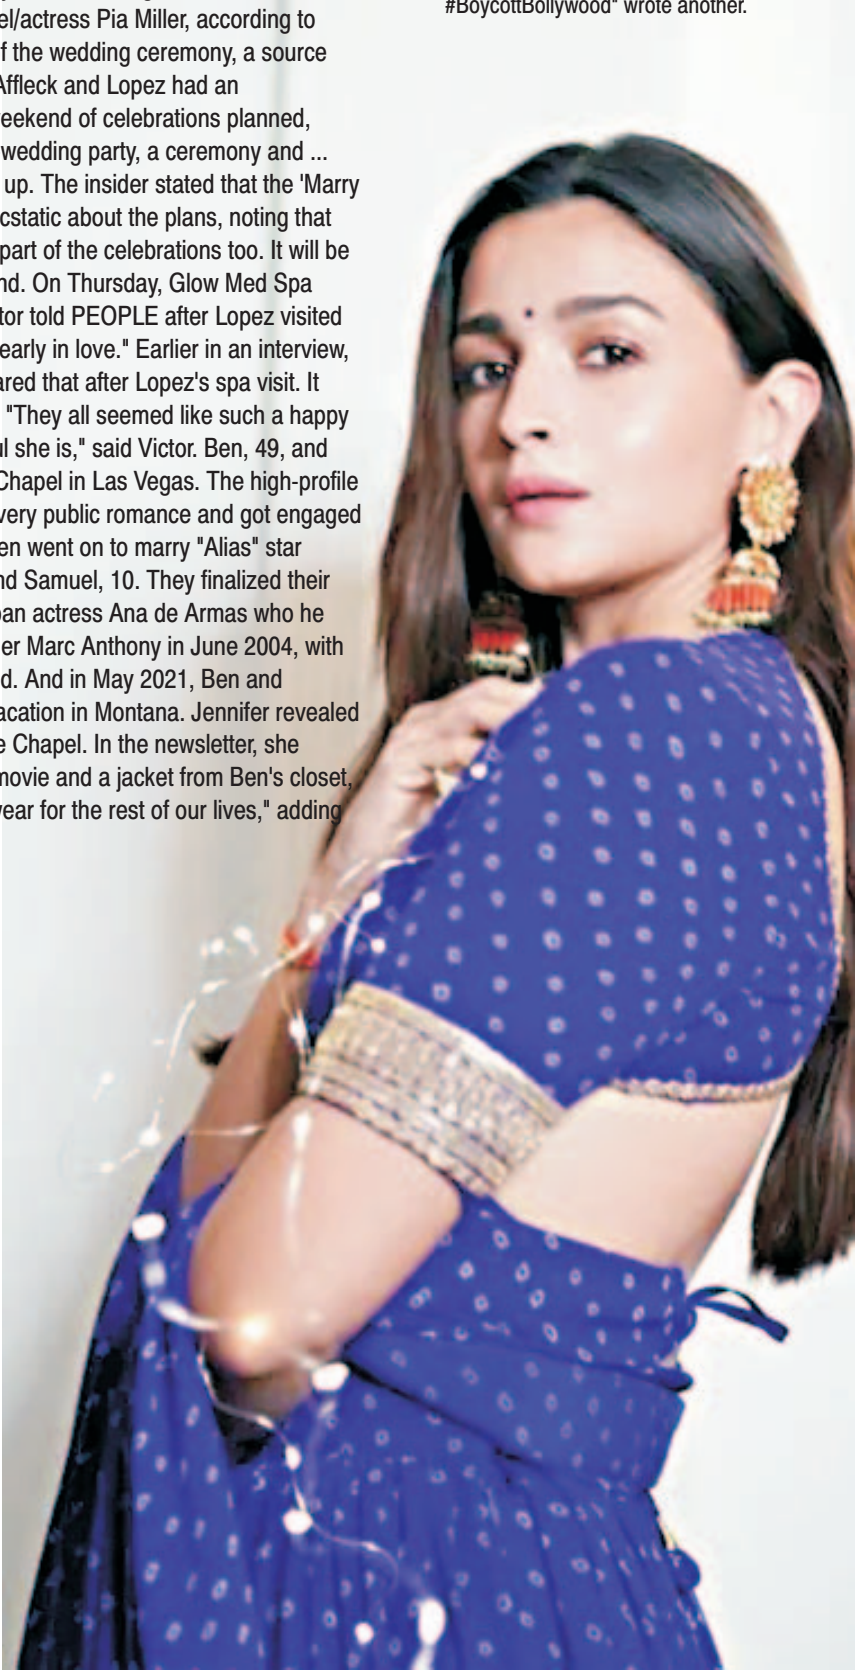 el/actress Pia Miller, according to
f the wedding ceremony, a source
Affleck and Lopez had an
eekend of celebrations planned,
wedding party, a ceremony and ...
up. The insider stated that the 'Marry
cstatic about the plans, noting that
part of the celebrations too. It will be
nd. On Thursday, Glow Med Spa
tor told PEOPLE after Lopez visited
early in love." Earlier in an interview,
ared that after Lopez's spa visit. It
"They all seemed like such a happy
ul she is," said Victor. Ben, 49, and
Chapel in Las Vegas. The high-profile
very public romance and got engaged
en went on to marry "Alias" star
nd Samuel, 10. They finalized their
ban actress Ana de Armas who he
er Marc Anthony in June 2004, with
d. And in May 2021, Ben and
acation in Montana. Jennifer revealed
e Chapel. In the newsletter, she
movie and a jacket from Ben's closet,
wear for the rest of our lives," adding
#BoycottBollywood" wrote another.